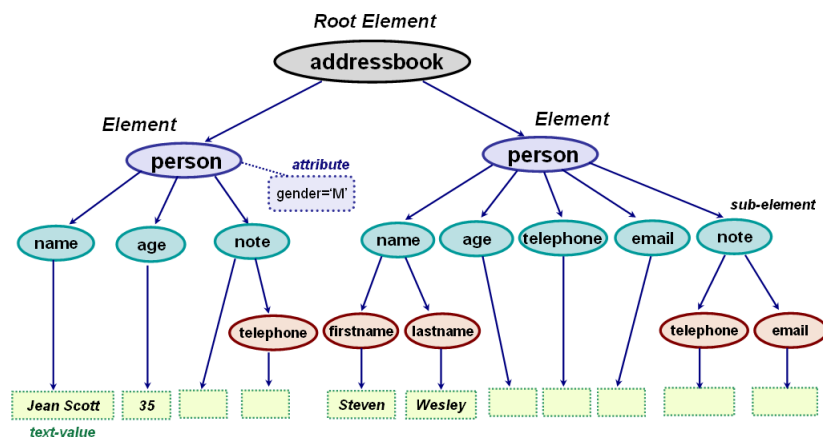 Root Element
addressbook
Element
Element
person
person
attribute
gender='M'
sub-element
name
age
note
name
age
telephone
email
note
telephone
firstname
lastname
telephone
email
Jean Scott
35
Steven
Wesley
text-value